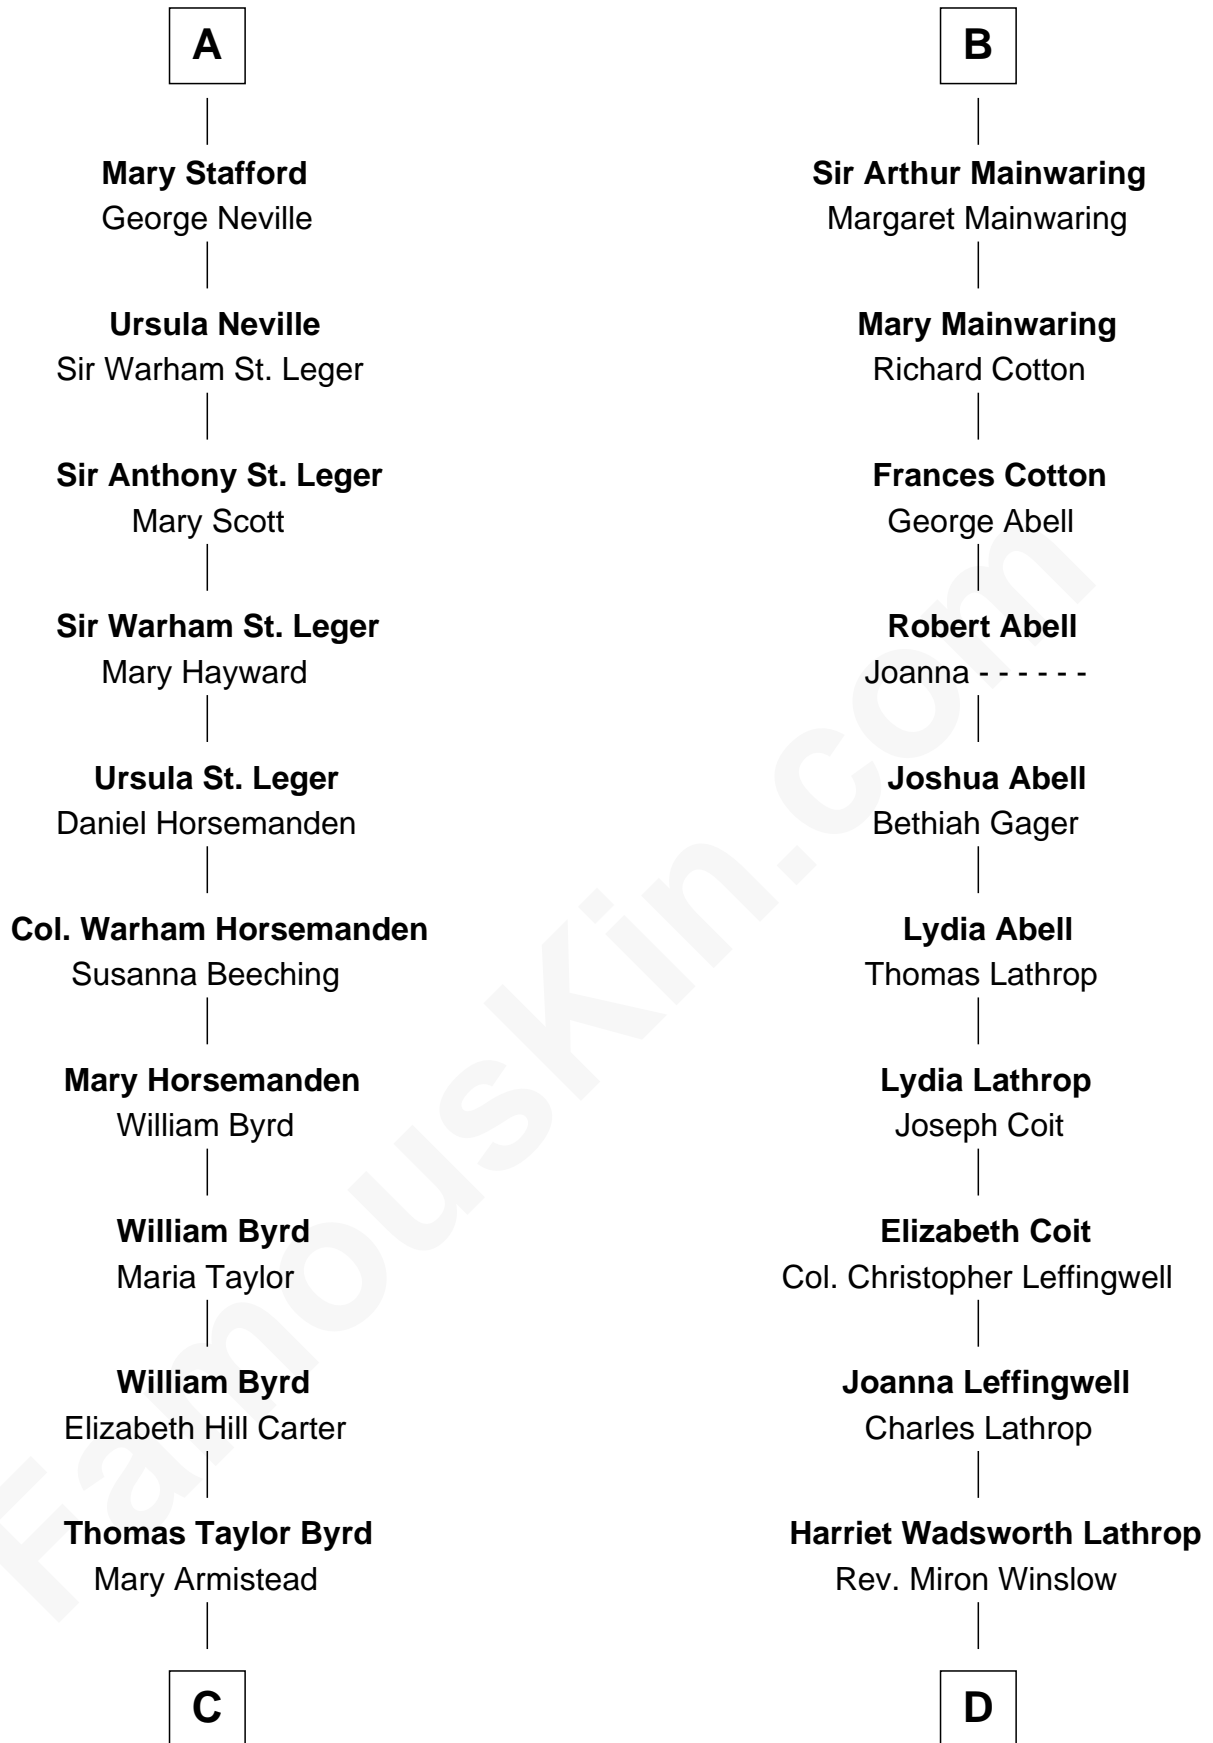 A
Mary Stafford
George Neville
Ursula Neville
Sir Warham St. Leger
Sir Anthony St. Leger
Mary Scott
Sir Warham St. Leger
Mary Hayward
Ursula St. Leger
Daniel Horsemanden
Col. Warham Horsemanden
Susanna Beeching
Mary Horsemanden
William Byrd
William Byrd
Maria Taylor
William Byrd
Elizabeth Hill Carter
Thomas Taylor Byrd
Mary Armistead
C
B
Sir Arthur Mainwaring
Margaret Mainwaring
Mary Mainwaring
Richard Cotton
Frances Cotton
George Abell
Robert Abell
Joanna - - - - - -
Joshua Abell
Bethiah Gager
Lydia Abell
Thomas Lathrop
Lydia Lathrop
Joseph Coit
Elizabeth Coit
Col. Christopher Leffingwell
Joanna Leffingwell
Charles Lathrop
Harriet Wadsworth Lathrop
Rev. Miron Winslow
D
FamousKin.com